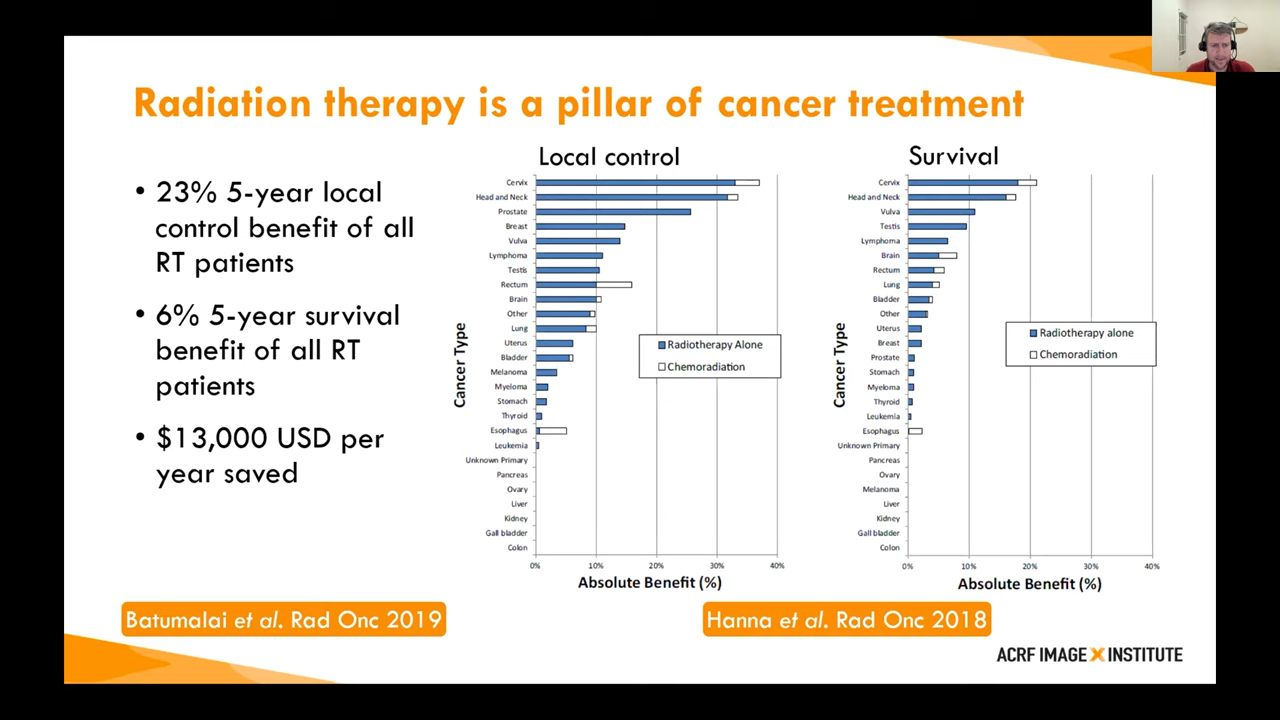 Radiation therapy is a pillar of cancer treatment
• 23% 5-year local
control benefit of all
RT patients
• 6% 5-year survival
benefit of all RT
patients
• $13,000 USD per
year saved
Local control
Cancer Type
Cervix
Head and Neck
Prostate
Breast
Vulva
Lymphoma
Testis
Rectum
Brain
Other
Lung
Uterus
Bladder
Melanoma
Myeloma
Stomach
Thyroid
Esophagus
Leukemia
Unknown Primary
Pancreas
Ovary
Liver
Kidney
Gall bladder
Colon
Radiotherapy Alone
Chemoradiation
0% 10% 20% 30% 40%
Absolute Benefit (%)
Survival
Cancer Type
Cervix
Head and Neck
Vulva
Testis
Lymphoma
Brain
Rectum
Lung
Bladder
Other
Uterus
Breast
Prostate
Stomach
Myeloma
Thyroid
Leukemia
Esophagus
Unknown Primary
Pancreas
Ovary
Melanoma
Liver
Kidney
Gall bladder
Colon
Radiotherapy alone
Chemoradiation
0% 10% 20% 30% 40%
Absolute Benefit (%)
Batumalai et al. Rad Onc 2019
Hanna et al. Rad Onc 2018
ACRF IMAGE X INSTITUTE